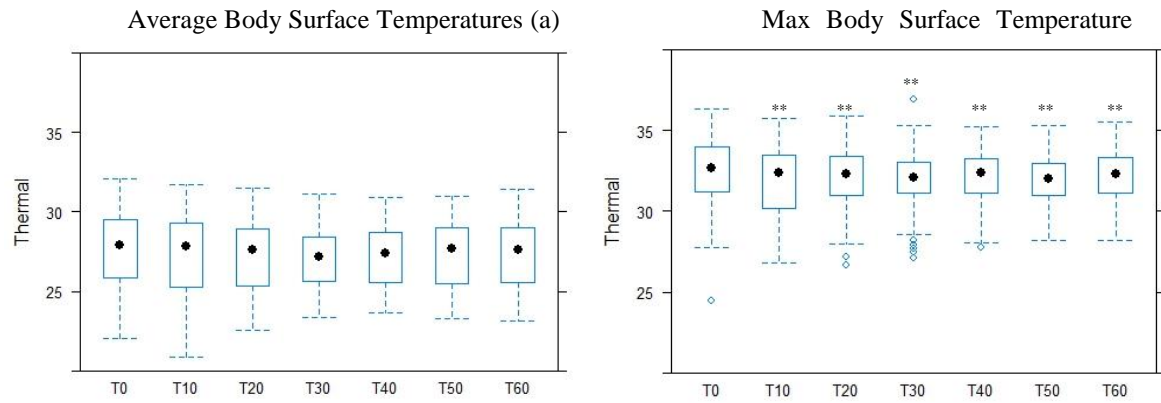 Average Body Surface Temperatures (a)
Thermal
35
30
25
T0 T10 T20 T30 T40 T50 T60
Max Body Surface Temperature
Thermal
35
30
25
** ** ** ** ** **
T0 T10 T20 T30 T40 T50 T60